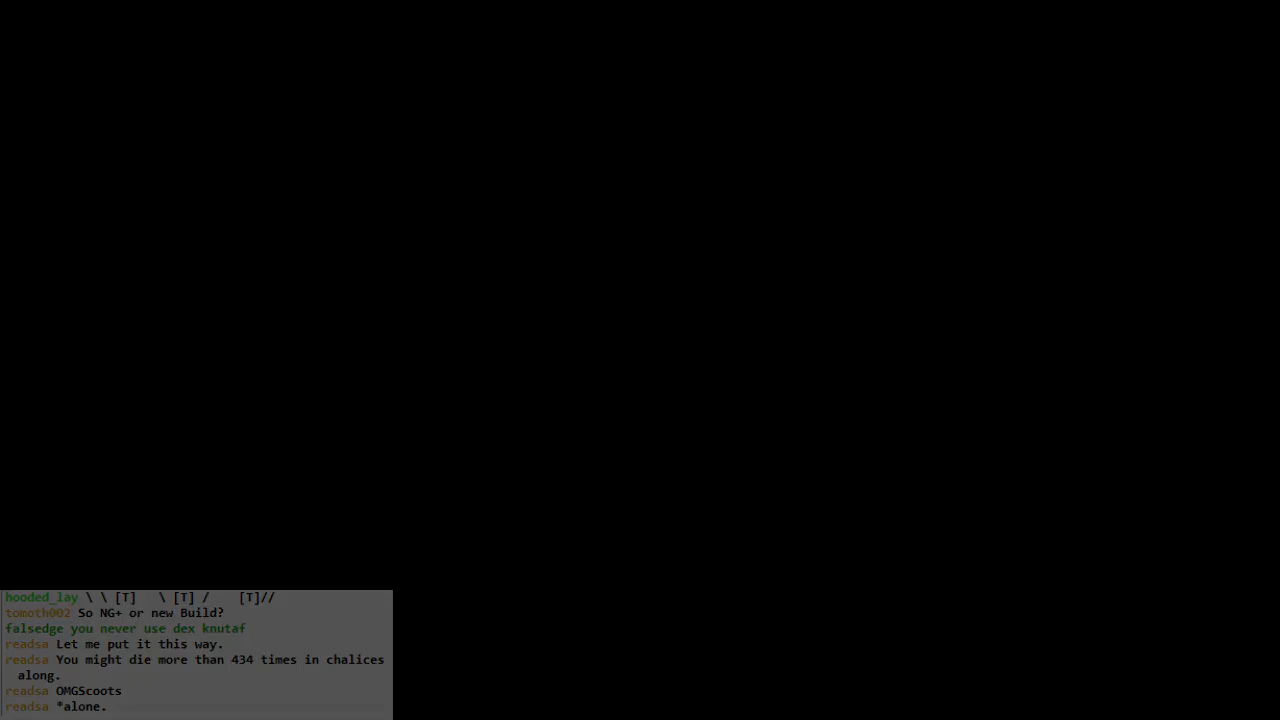 hooded_lay \ \ [T]   \ [T] /    [T]//
tomoth002 So NG+ or new Build?
falsedge you never use dex knutaf
readsa Let me put it this way.
readsa You might die more than 434 times in chalices
along.
readsa OMGScoots
readsa *alone.